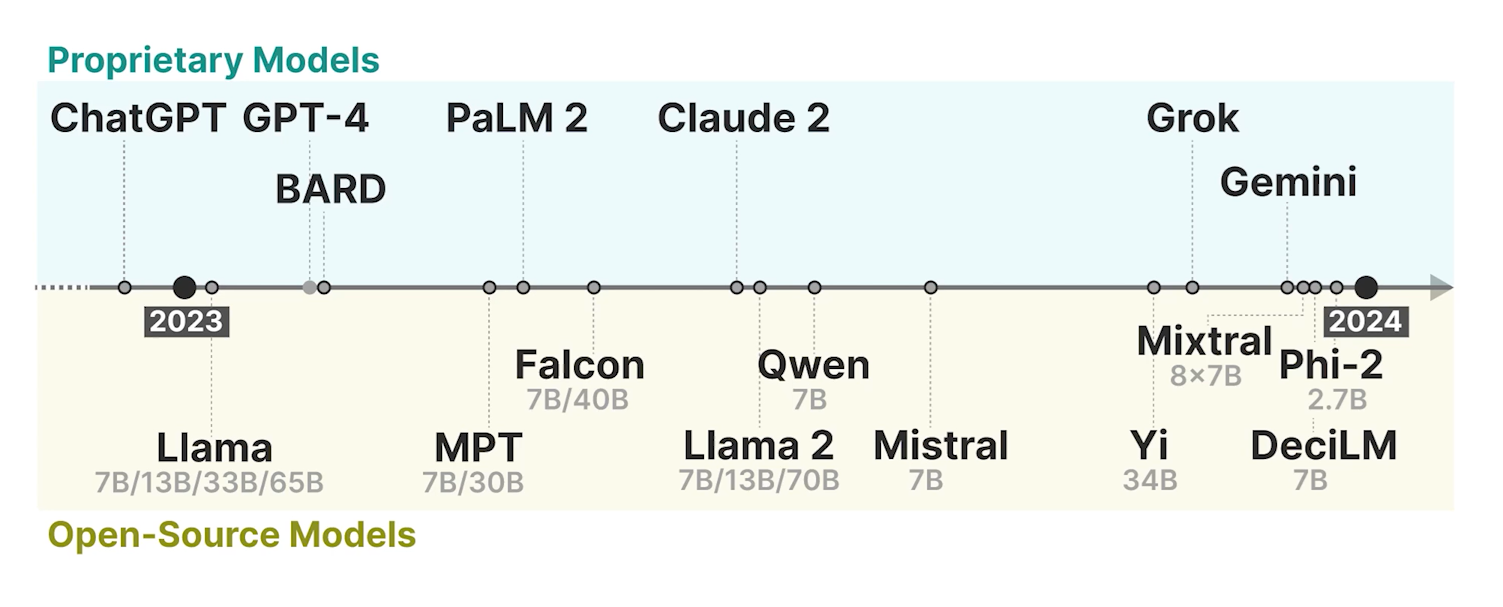 Proprietary Models
ChatGPT GPT-4 PaLM 2 Claude 2 Grok
BARD Gemini
2023 2024
Mixtral
8×7B
Falcon Qwen Phi-2
7B/40B 7B 2.7B
Llama MPT Llama 2 Mistral Yi DeciLM
7B/13B/33B/65B 7B/30B 7B/13B/70B 7B 34B 7B
Open-Source Models